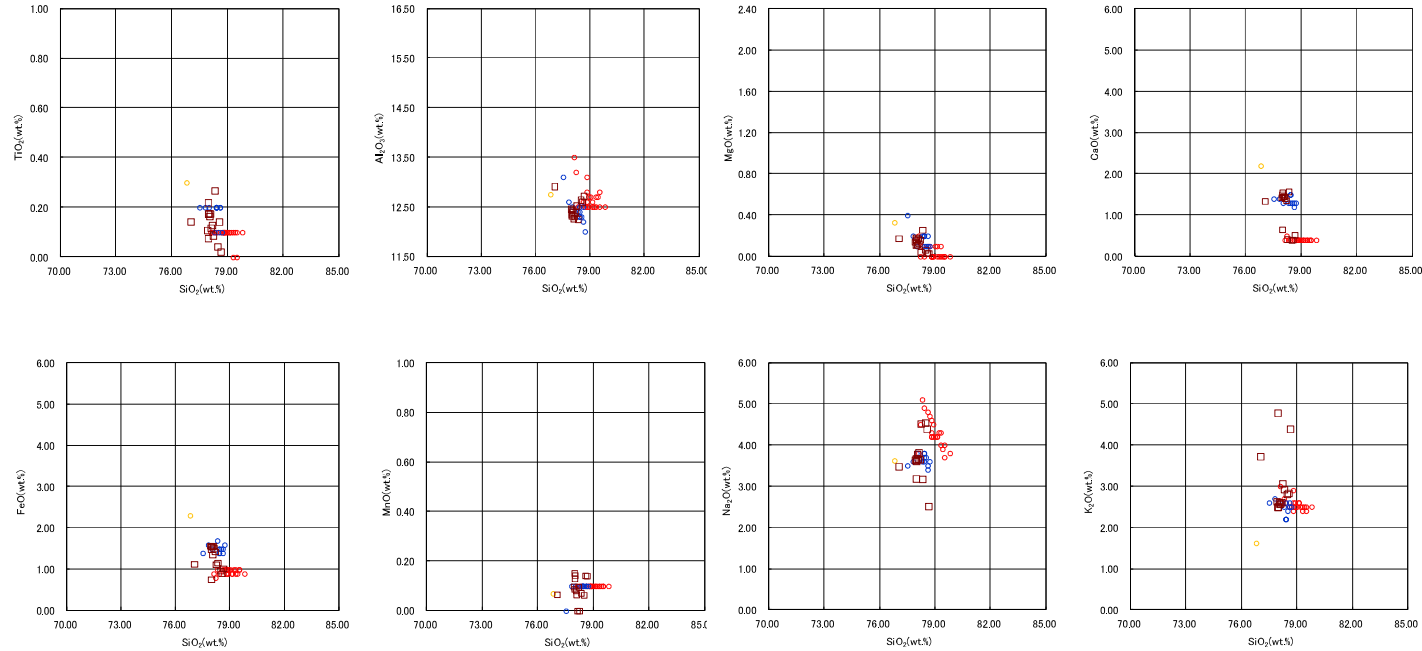 1.00 16.50 2.40 6.00
0.80 15.50 2.00 5.00
0.60 14.50 1.60 4.00
0.40 13.50 1.20 3.00
0.20 12.50 0.80 2.00
0.00 11.50 0.40 1.00
0.00 0.00
TiO2(wt.%) Al2O3(wt.%) MgO(wt.%) CaO(wt.%)
70.00 73.00 76.00 79.00 82.00 85.00 70.00 73.00 76.00 79.00 82.00 85.00 70.00 73.00 76.00 79.00 82.00 85.00 70.00 73.00 76.00 79.00 82.00 85.00
SiO2(wt.%) SiO2(wt.%) SiO2(wt.%) SiO2(wt.%)
6.00 1.00 6.00 6.00
5.00 0.80 5.00 5.00
4.00 0.60 4.00 4.00
3.00 0.40 3.00 3.00
2.00 0.20 2.00 2.00
1.00 0.00 1.00 1.00
0.00 0.00 0.00
FeO(wt.%) MnO(wt.%) Na2O(wt.%) K2O(wt.%)
70.00 73.00 76.00 79.00 82.00 85.00 70.00 73.00 76.00 79.00 82.00 85.00 70.00 73.00 76.00 79.00 82.00 85.00 70.00 73.00 76.00 79.00 82.00 85.00
SiO2(wt.%) SiO2(wt.%) SiO2(wt.%) SiO2(wt.%)